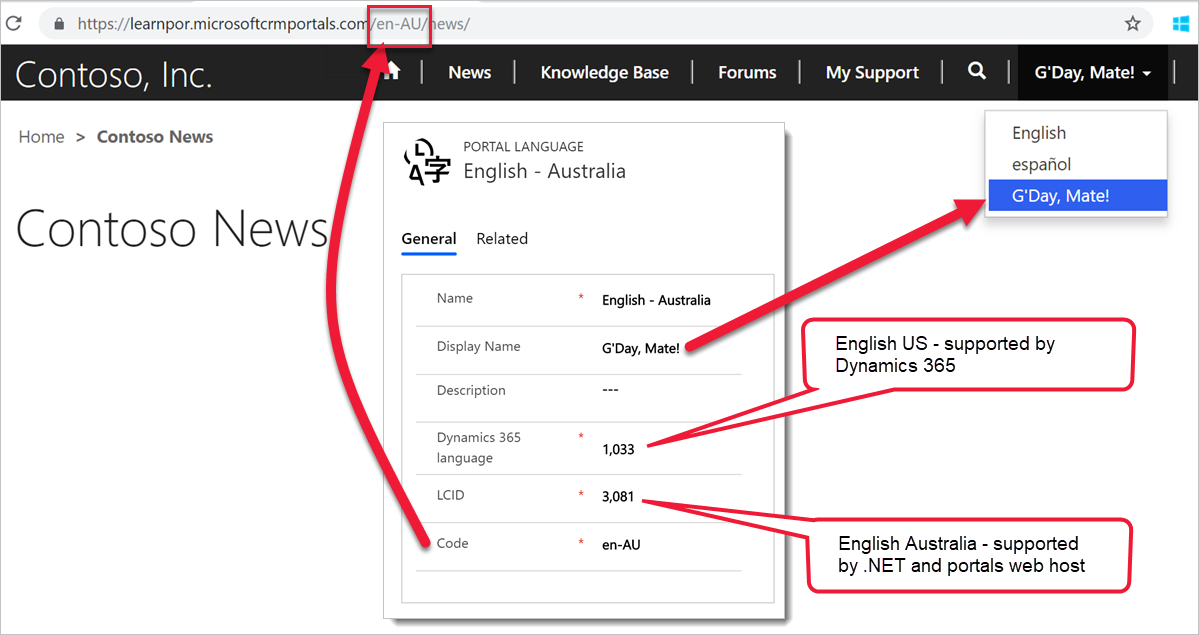 https://learnpor.microsoftcrmportals.com/en-AU/news/
Contoso, Inc.
News
Knowledge Base
Forums
My Support
G'Day, Mate!
English
español
G'Day, Mate!
Home > Contoso News
Contoso News
字
PORTAL LANGUAGE
English - Australia
General
Related
Name * English - Australia
Display Name G'Day, Mate!
Description ---
Dynamics 365
language * 1,033
LCID * 3,081
Code * en-AU
English US - supported by
Dynamics 365
English Australia - supported
by .NET and portals web host